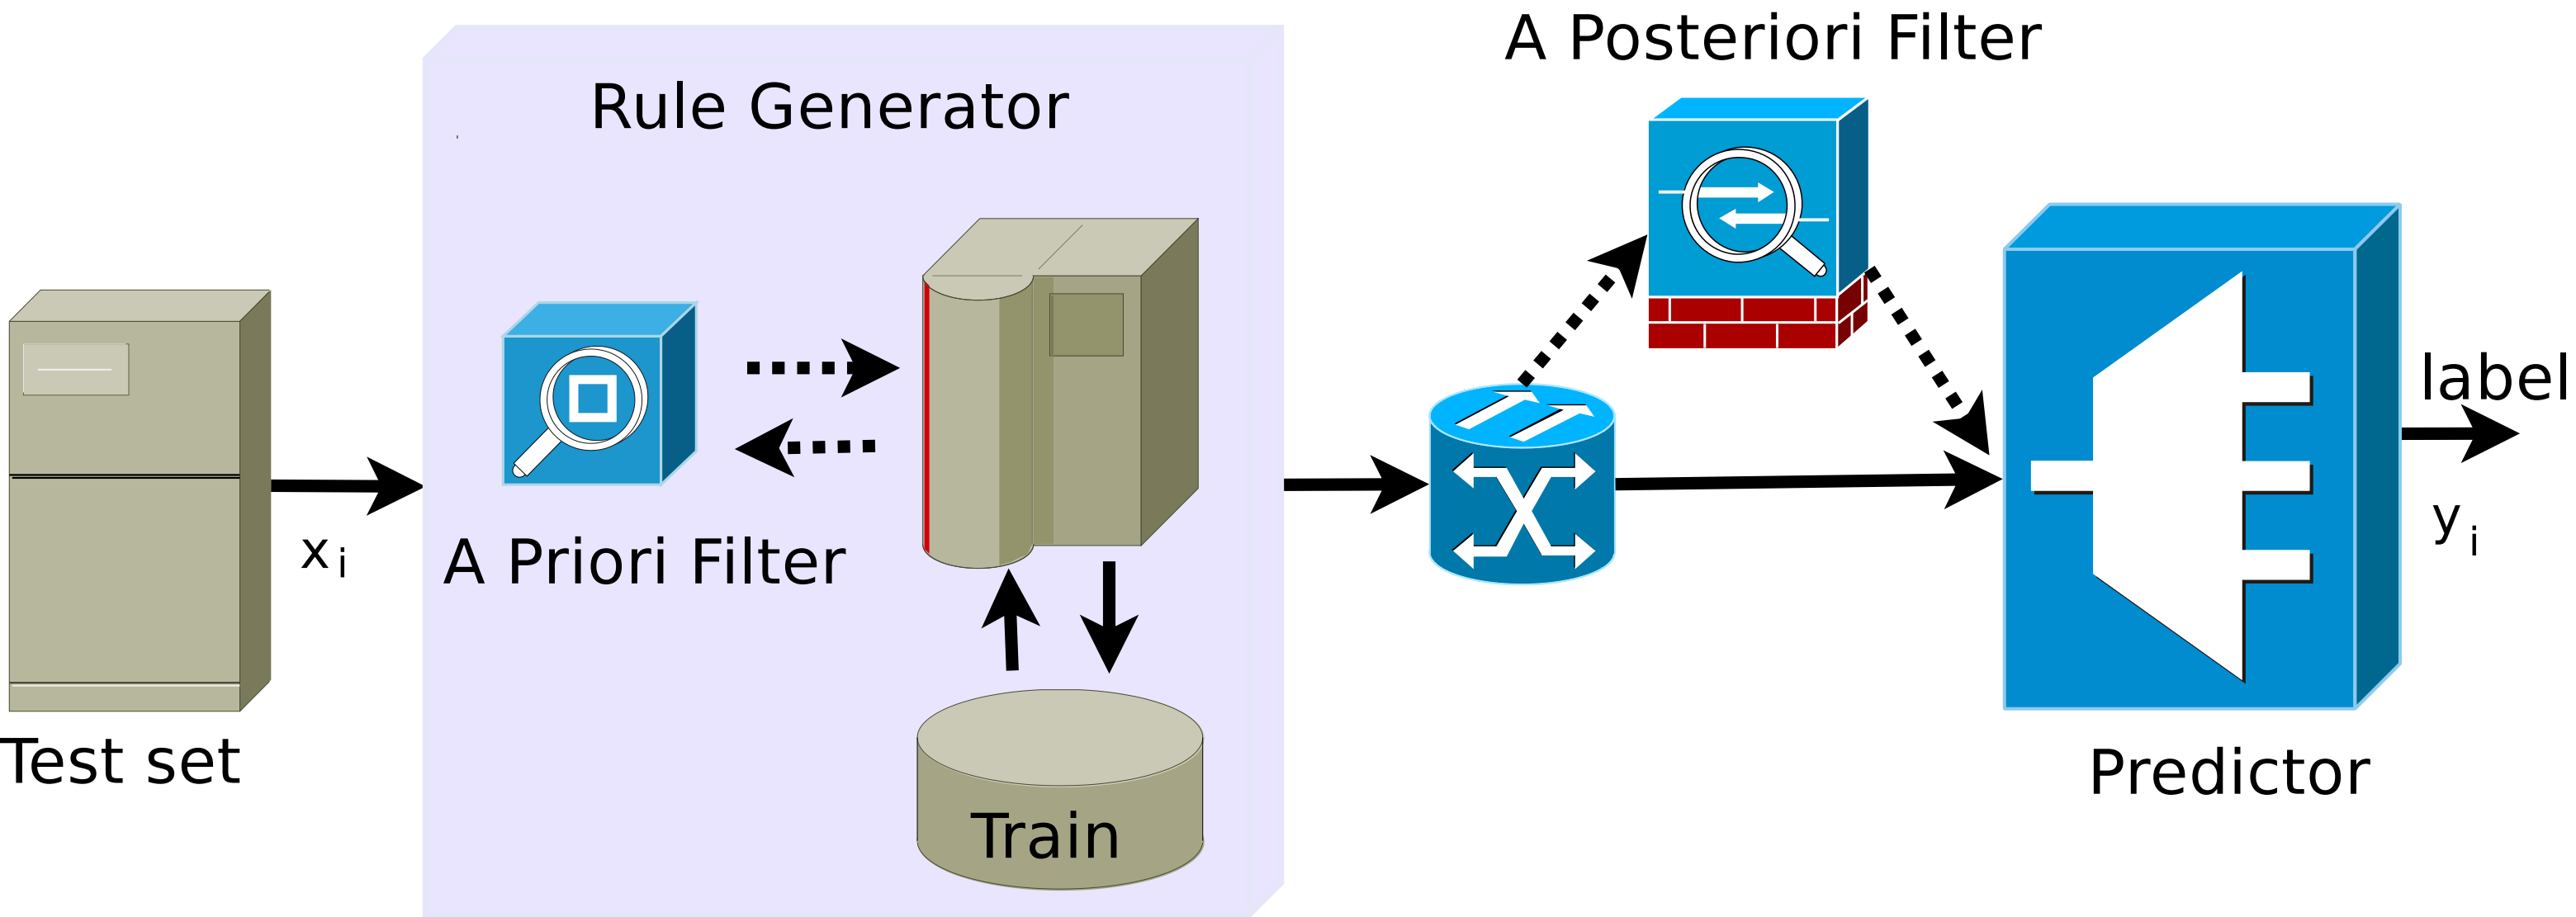 A Posteriori Filter
Rule Generator
label
x i
y i
A Priori Filter
Test set
Predictor
Train